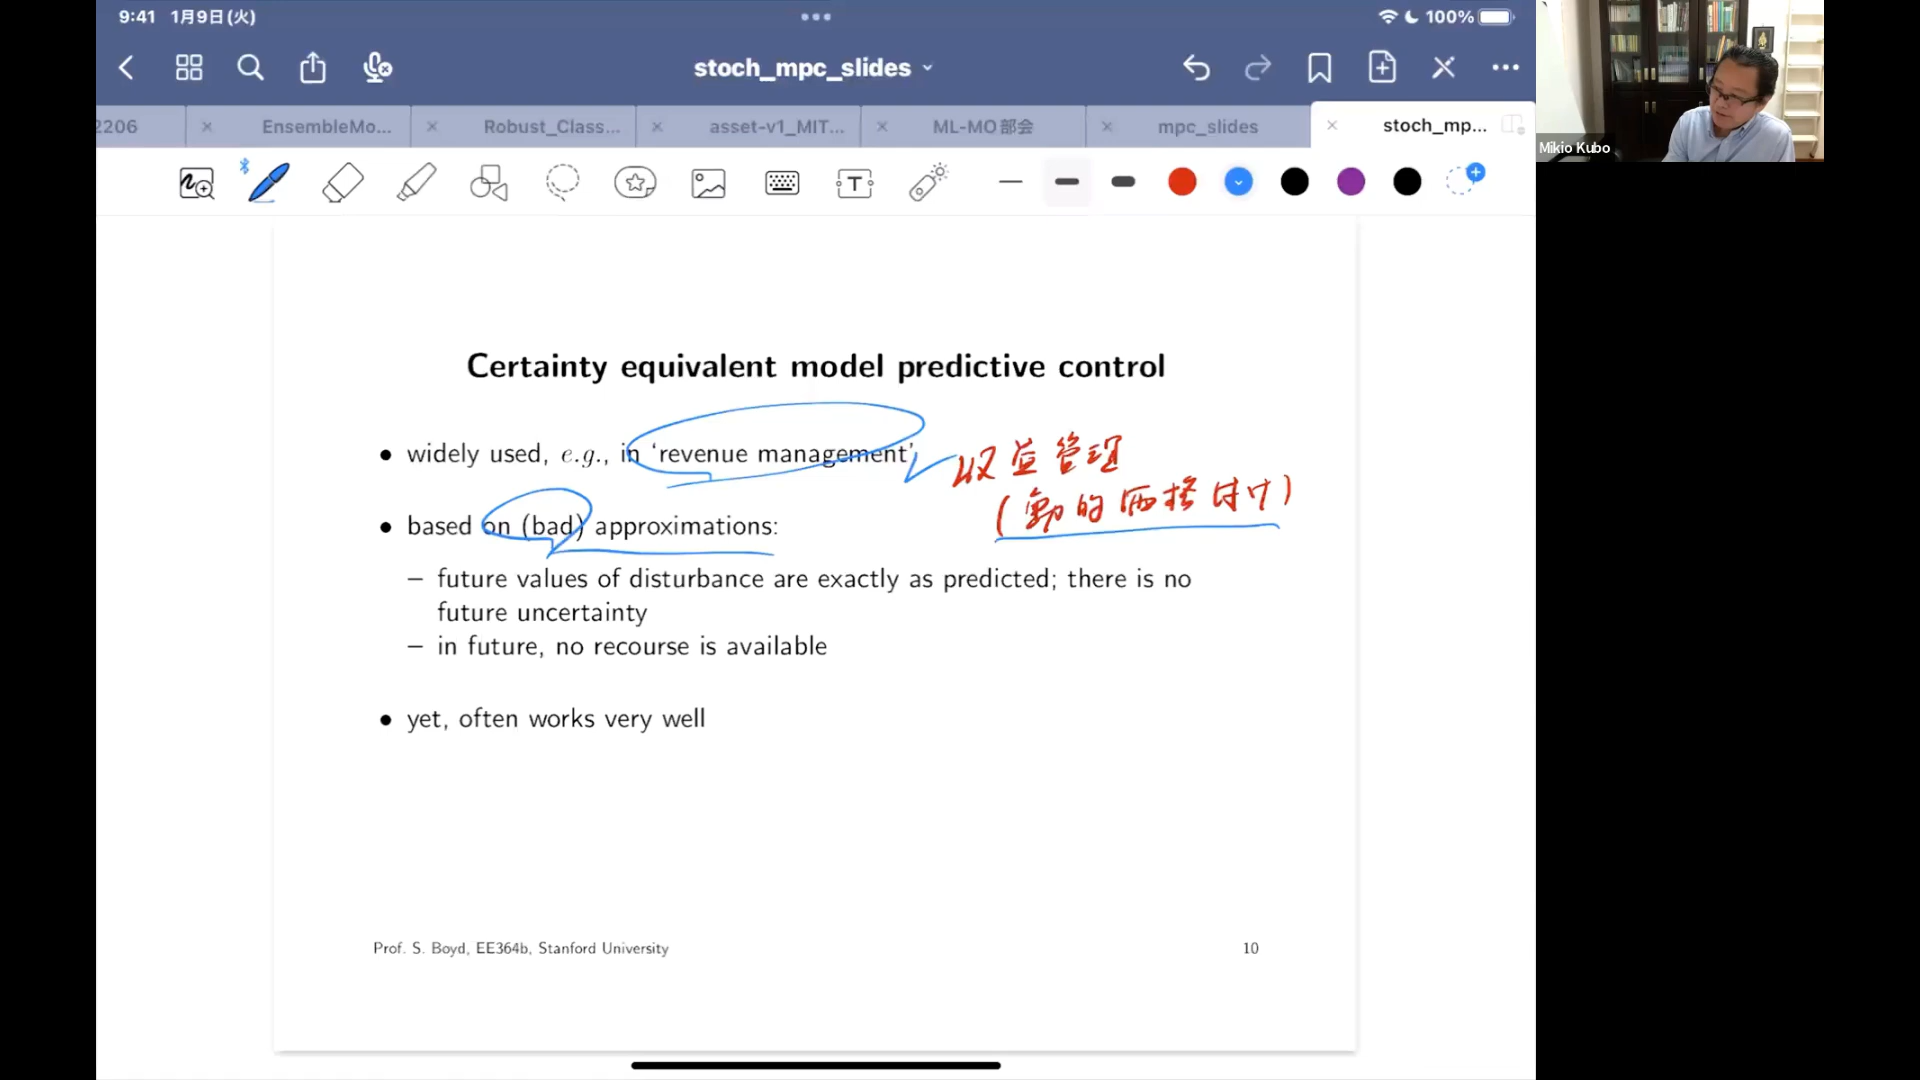 9:41 1月9日(火)
100%
stoch_mpc_slides
2206
EnsembleMo...
Robust_Class...
asset-v1_MIT...
ML-MO部会
mpc_slides
stoch_mp...
T
Mikio Kubo
Certainty equivalent model predictive control
• widely used, e.g., in ‘revenue management’
収益管理
(動的価格付け)
• based on (bad) approximations:
– future values of disturbance are exactly as predicted; there is no
future uncertainty
– in future, no recourse is available
• yet, often works very well
Prof. S. Boyd, EE364b, Stanford University
10